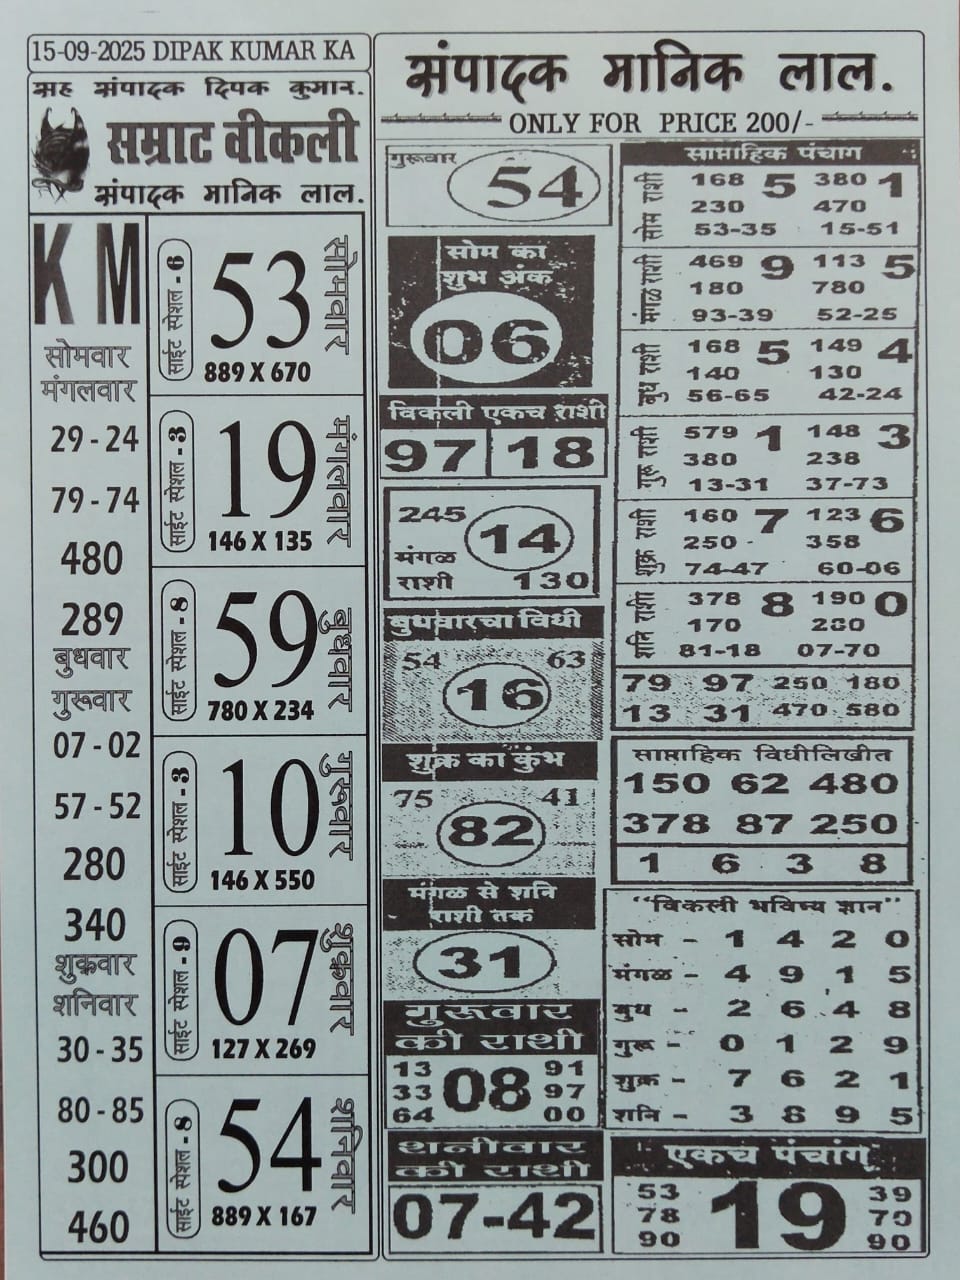 15-09-2025 DIPAK KUMAR KA
सह संपादक दिपक कुमार.
सम्राट वीकली
संपादक मानिक लाल.
K M
सोमवार
मंगलवार
29 - 24
79 - 74
480
289
बुधवार
गुरूवार
07 - 02
57 - 52
280
340
शुक्रवार
शनिवार
30 - 35
80 - 85
300
460
साईट स्पेशल - 6
53
सोमवार
889 X 670
साईट स्पेशल - 3
19
मंगलवार
146 X 135
साईट स्पेशल - 8
59
बुधवार
780 X 234
साईट स्पेशल - 3
10
गुरूवार
146 X 550
साईट स्पेशल - 9
07
शुक्रवार
127 X 269
साईट स्पेशल - 8
54
शनिवार
889 X 167
संपादक मानिक लाल.
ONLY FOR PRICE 200/-
गुरूवार
54
सोम का
शुभ अंक
06
विकली एकच राशी
97 18
245
14
मंगळ
राशी 130
बुधवारचा विधी
54 63
16
शुक्र का कुंभ
75 41
82
मंगळ से शनि
राशी तक
31
गुरूवार
की राशी
13 91
33 08 97
64 00
शनीवार
की राशी
07-42
साप्ताहिक पंचाग
सोम राशी
168 5 380 1
230 470
53-35 15-51
मंगळ राशी
469 9 113 5
180 780
93-39 52-25
बुध राशी
168 5 149 4
140 130
56-65 42-24
गुरू राशी
579 1 148 3
380 238
13-31 37-73
शुक्र राशी
160 7 123 6
250 358
74-47 60-06
शनि राशी
378 8 190 0
170 280
81-18 07-70
79 97 250 180
13 31 470 580
साप्ताहिक विधीलिखीत
150 62 480
378 87 250
1 6 3 8
"विकली भविष्य ज्ञान"
सोम - 1 4 2 0
मंगळ - 4 9 1 5
बुध - 2 6 4 8
गुरू - 0 1 2 9
शुक्र - 7 6 2 1
शनि - 3 8 9 5
एकच पंचांग
53 39
78 19 70
90 90